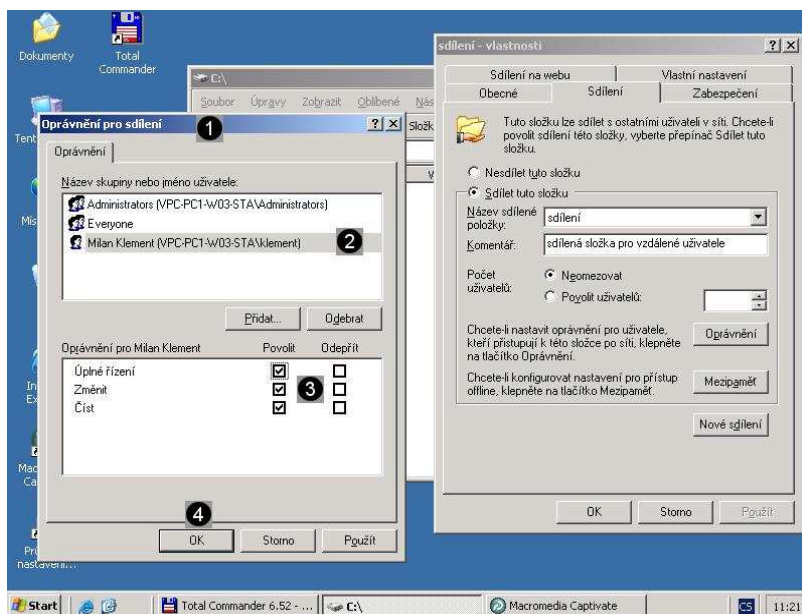 Dokumenty
Total
Commander
C:\
Soubor Úpravy Zobrazit Oblíbené
Oprávnění pro sdílení
1
Oprávnění
Název skupiny nebo jméno uživatele:
Administrators (VPC-PC1-W03-STA\Administrators)
Everyone
Milan Klement (VPC-PC1-W03-STA\klement)
2
Přidat...
Odebrat
Oprávnění pro Milan Klement
Povolit
Odepřít
Úplné řízení
Změnit
3
Číst
4
OK
Storno
Použít
sdílení - vlastnosti
Sdílení na webu
Vlastní nastavení
Obecné
Sdílení
Zabezpečení
Tuto složku lze sdílet s ostatními uživateli v síti. Chcete-li
povolit sdílení této složky, vyberte přepínač Sdílet tuto
složku.
Nesdílet tuto složku
Sdílet tuto složku
Název sdílené
položky:
sdílení
Komentář:
sdílená složka pro vzdálené uživatele
Počet
uživatelů:
Neomezovat
Povolit uživatelů:
Chcete-li nastavit oprávnění pro uživatele,
kteří přistupují k této složce po síti, klepněte
na tlačítko Oprávnění.
Oprávnění
Chcete-li konfigurovat nastavení pro přístup
offline, klepněte na tlačítko Mezipaměť.
Mezipaměť
Nové sdílení
OK
Storno
Použít
nastavení...
Start
Total Commander 6.52 - ...
C:\
Macromedia Captivate
CS
11:21